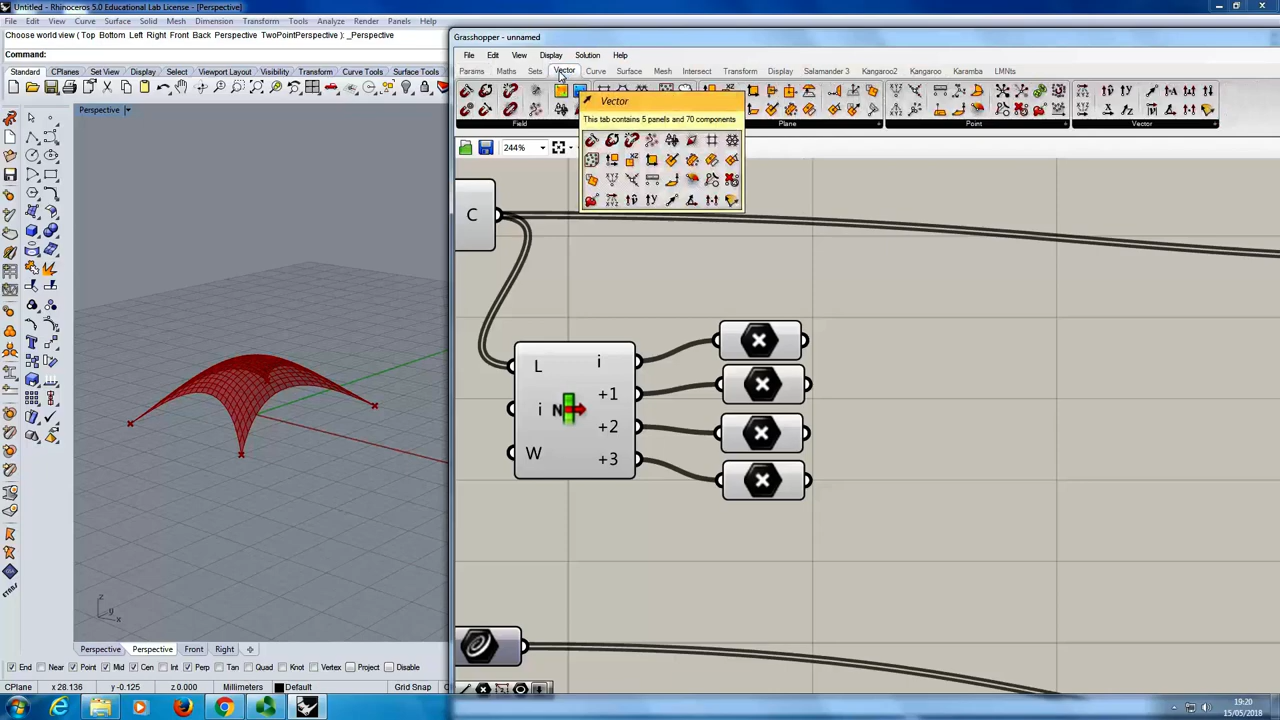 Untitled - Rhinoceros 5.0 Educational Lab License - [Perspective]
File Edit View Curve Surface Solid Mesh Dimension Transform Tools Analyze Render Panels Help
Choose world view ( Top Bottom Left Right Front Back Perspective TwoPointPerspective ): _Perspective
Command:
Standard CPlanes Set View Display Select Viewport Layout Visibility Transform Curve Tools Surface Tools
Perspective
Grasshopper - unnamed
File Edit View Display Solution Help
Params Maths Sets Vector Curve Surface Mesh Intersect Transform Display Salamander 3 Kangaroo2 Kangaroo Karamba LMNts
Field Plane Point Vector
Vector
This tab contains 5 panels and 70 components
244%
C
L i
+1
i N
+2
W +3
z
y
x
Perspective Perspective Front Right
End Near Point Mid Cen Int Perp Tan Quad Knot Vertex Project Disable
CPlane x 28.136 y -0.125 z 0.000 Millimeters Default Grid Snap
19:20
15/05/2018